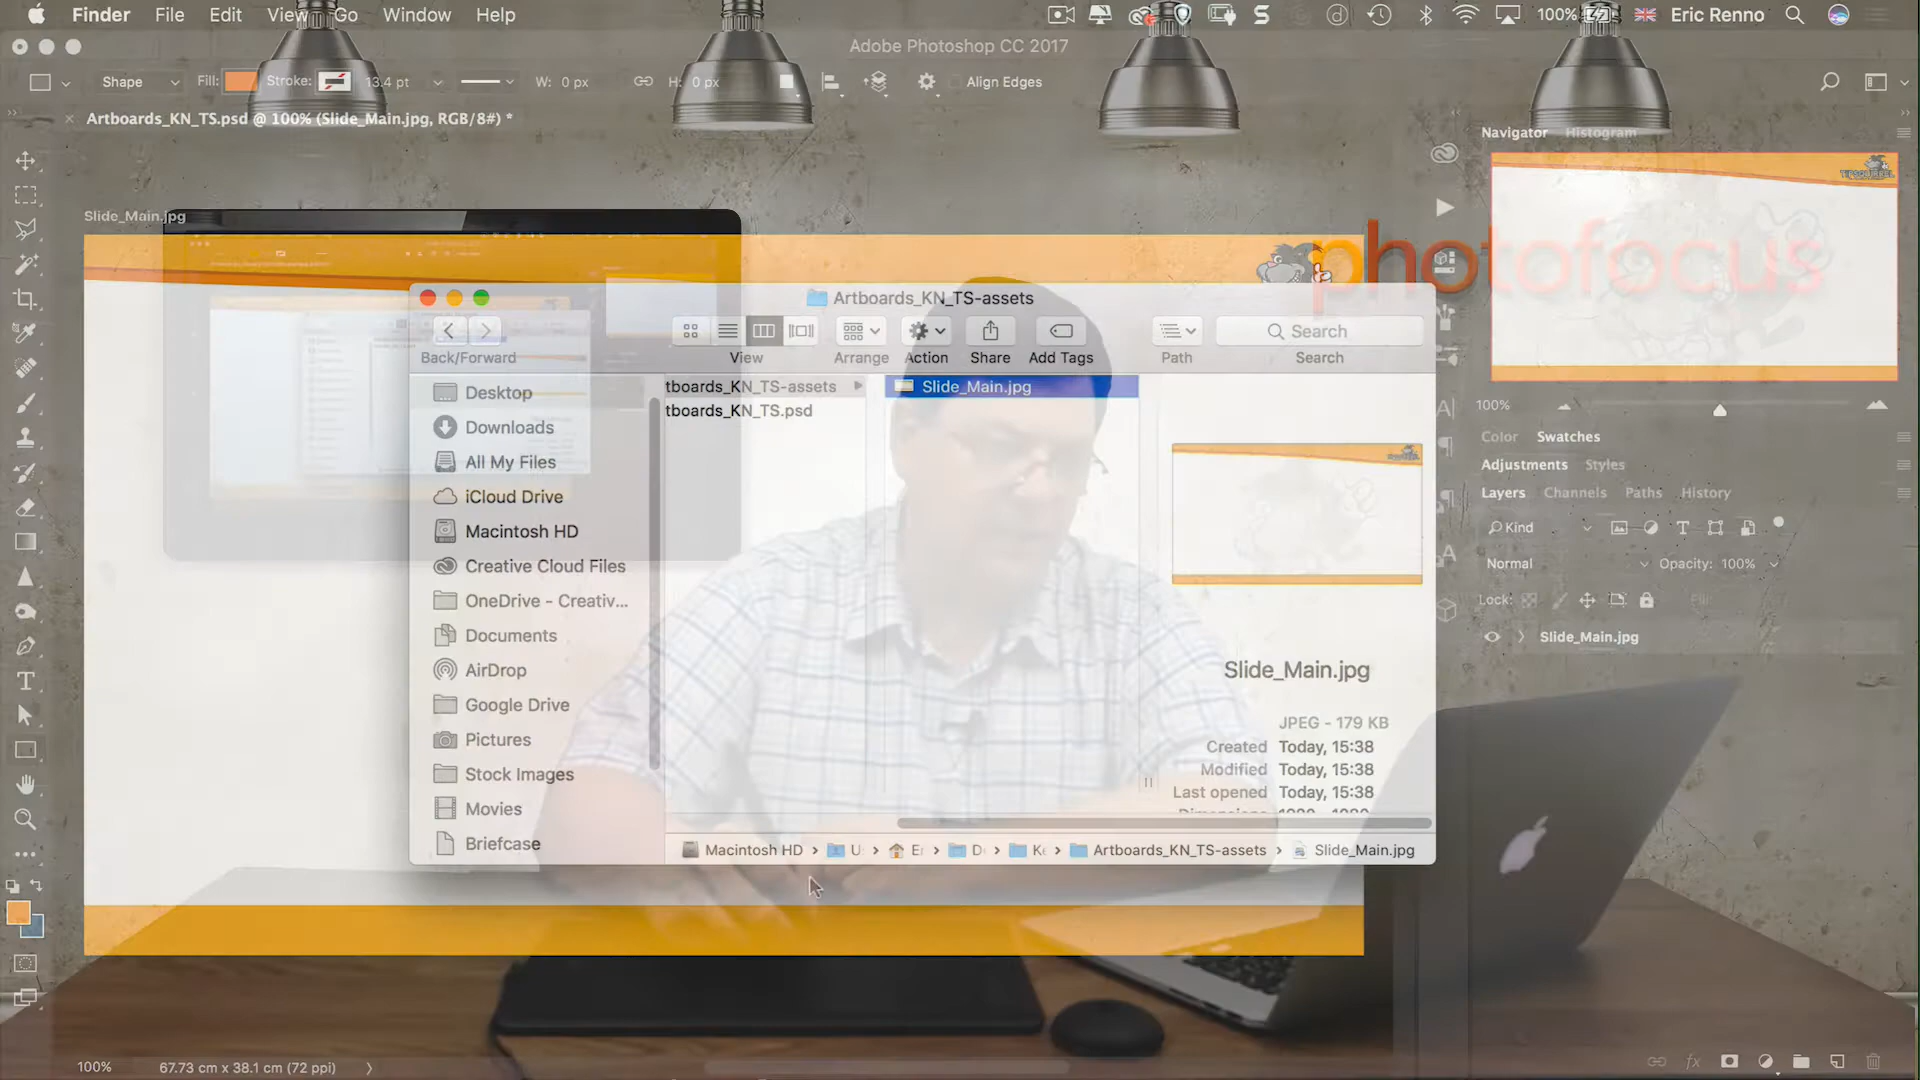 Finder File Edit View Go Window Help
100% Eric Renno
Adobe Photoshop CC 2017
Shape Fill: Stroke: 13.4 pt W: 0 px H: 0 px Align Edges
Artboards_KN_TS.psd @ 100% (Slide_Main.jpg, RGB/8#) *
Navigator Histogram
TIPSQUIRREL
Slide_Main.jpg
photofocus
Artboards_KN_TS-assets
Search
Back/Forward View Arrange Action Share Add Tags Path Search
Desktop
Downloads
All My Files
iCloud Drive
Macintosh HD
Creative Cloud Files
OneDrive - Creativ...
Documents
AirDrop
Google Drive
Pictures
Stock Images
Movies
Briefcase
tboards_KN_TS-assets
tboards_KN_TS.psd
Slide_Main.jpg
Slide_Main.jpg
JPEG - 179 KB
Created Today, 15:38
Modified Today, 15:38
Last opened Today, 15:38
Macintosh HD Artboards_KN_TS-assets Slide_Main.jpg
100%
Color Swatches
Adjustments Styles
Layers Channels Paths History
Kind
Normal Opacity: 100%
Lock: Fill
Slide_Main.jpg
100% 67.73 cm x 38.1 cm (72 ppi)